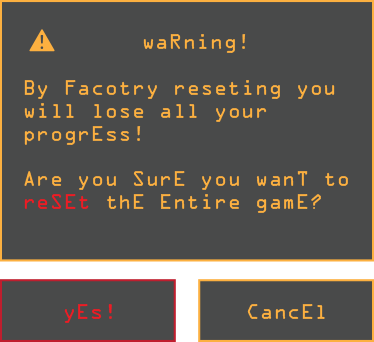 waRning!
By Facotry reseting you
will lose all your
progrEss!
Are you SurE you wanT to
reSEt thE Entire gamE?
yEs!
CancEl